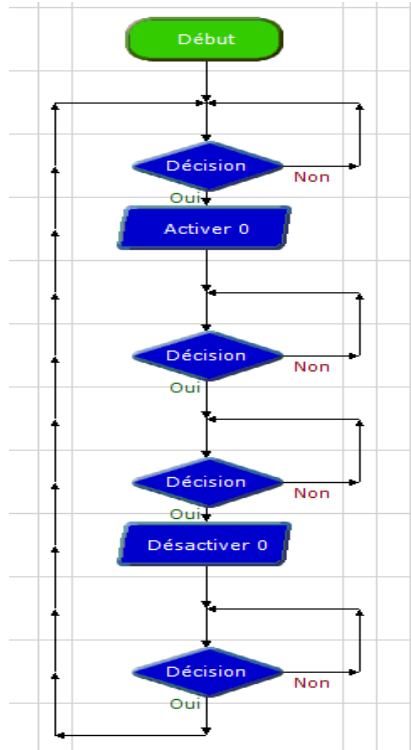 Début
Décision
Non
Oui
Activer 0
Décision
Non
Oui
Décision
Non
Oui
Désactiver 0
Décision
Non
Oui